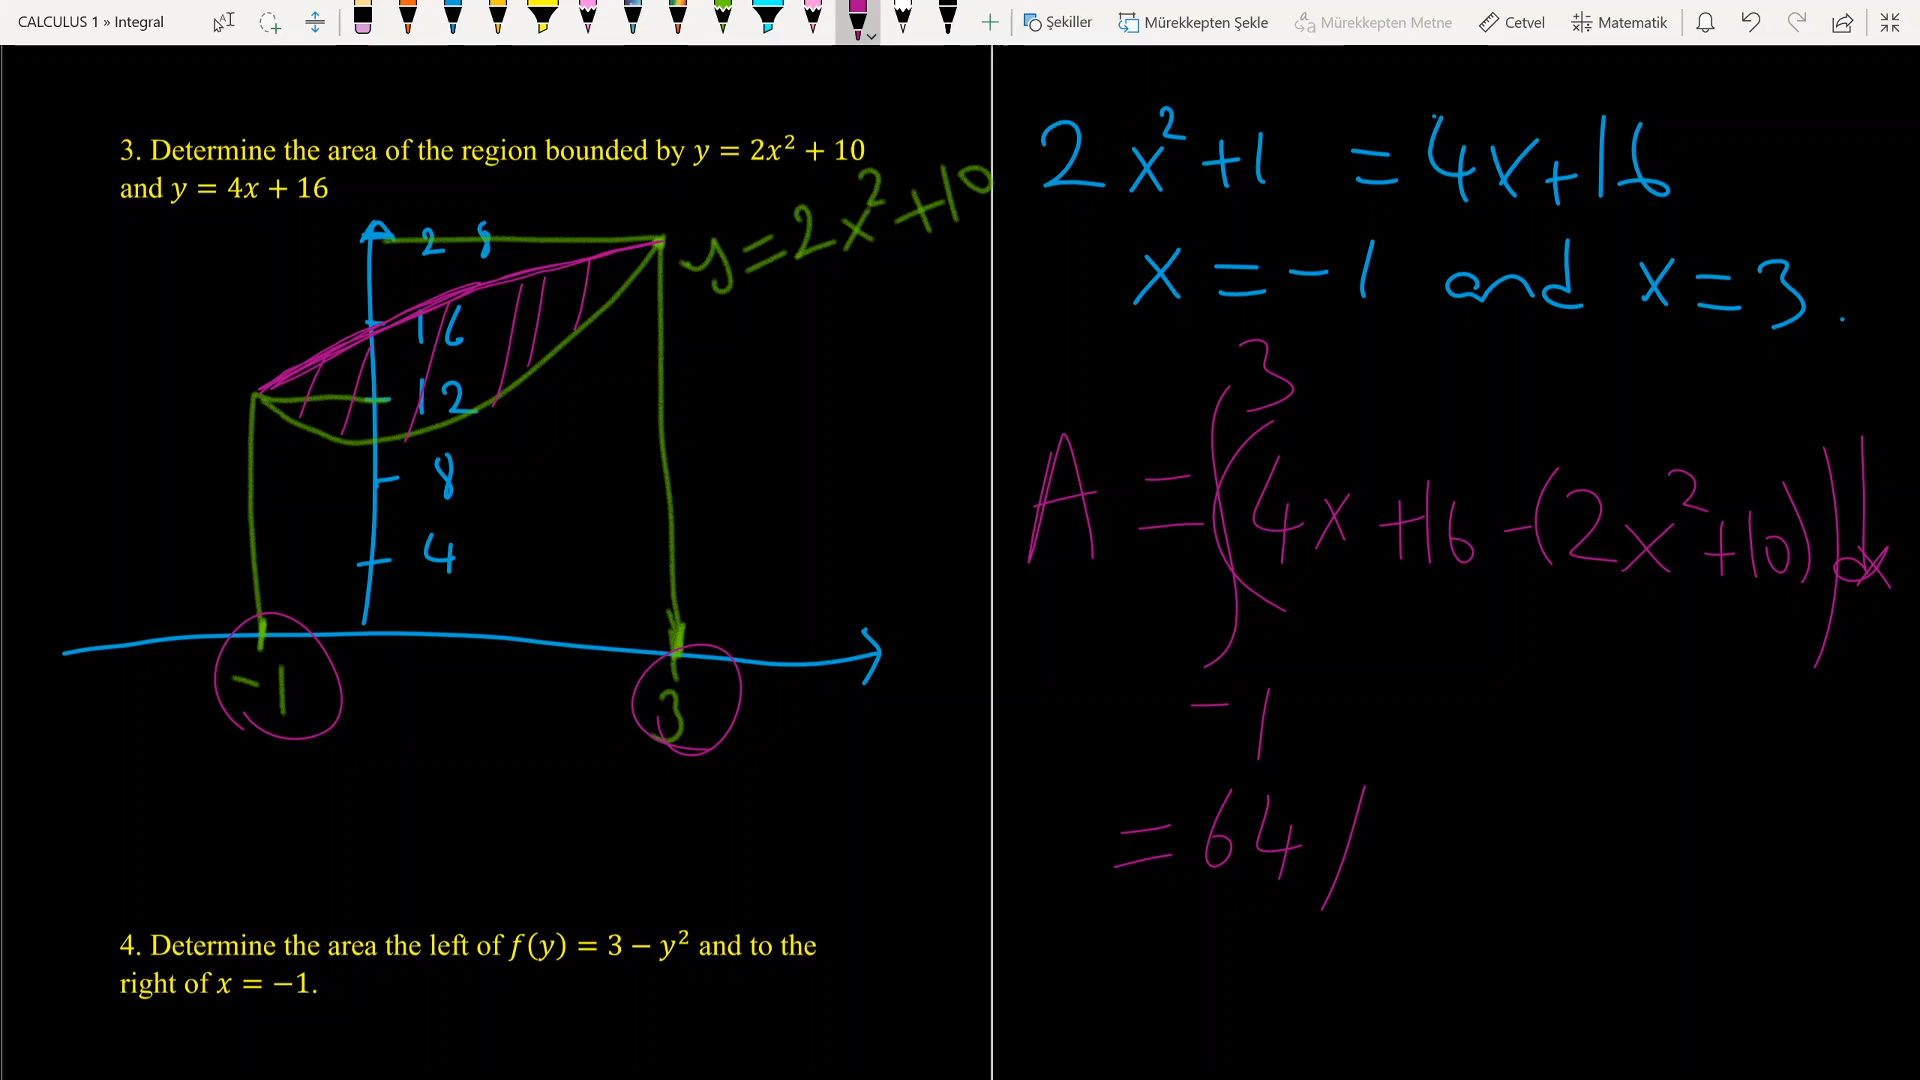 CALCULUS 1 » Integral
Şekiller
Mürekkepten Şekle
Mürekkepten Metne
Cetvel
Matematik
3. Determine the area of the region bounded by y = 2x² + 10
and y = 4x + 16
y = 2x² + 10
28
16
12
8
4
-1
3
4. Determine the area the left of f(y) = 3 − y² and to the
right of x = −1.
2x² + 1 = 4x + 16
x = -1 and x = 3.
3
A = ∫(4x + 16 - (2x² + 10))dx
-1
= 64/